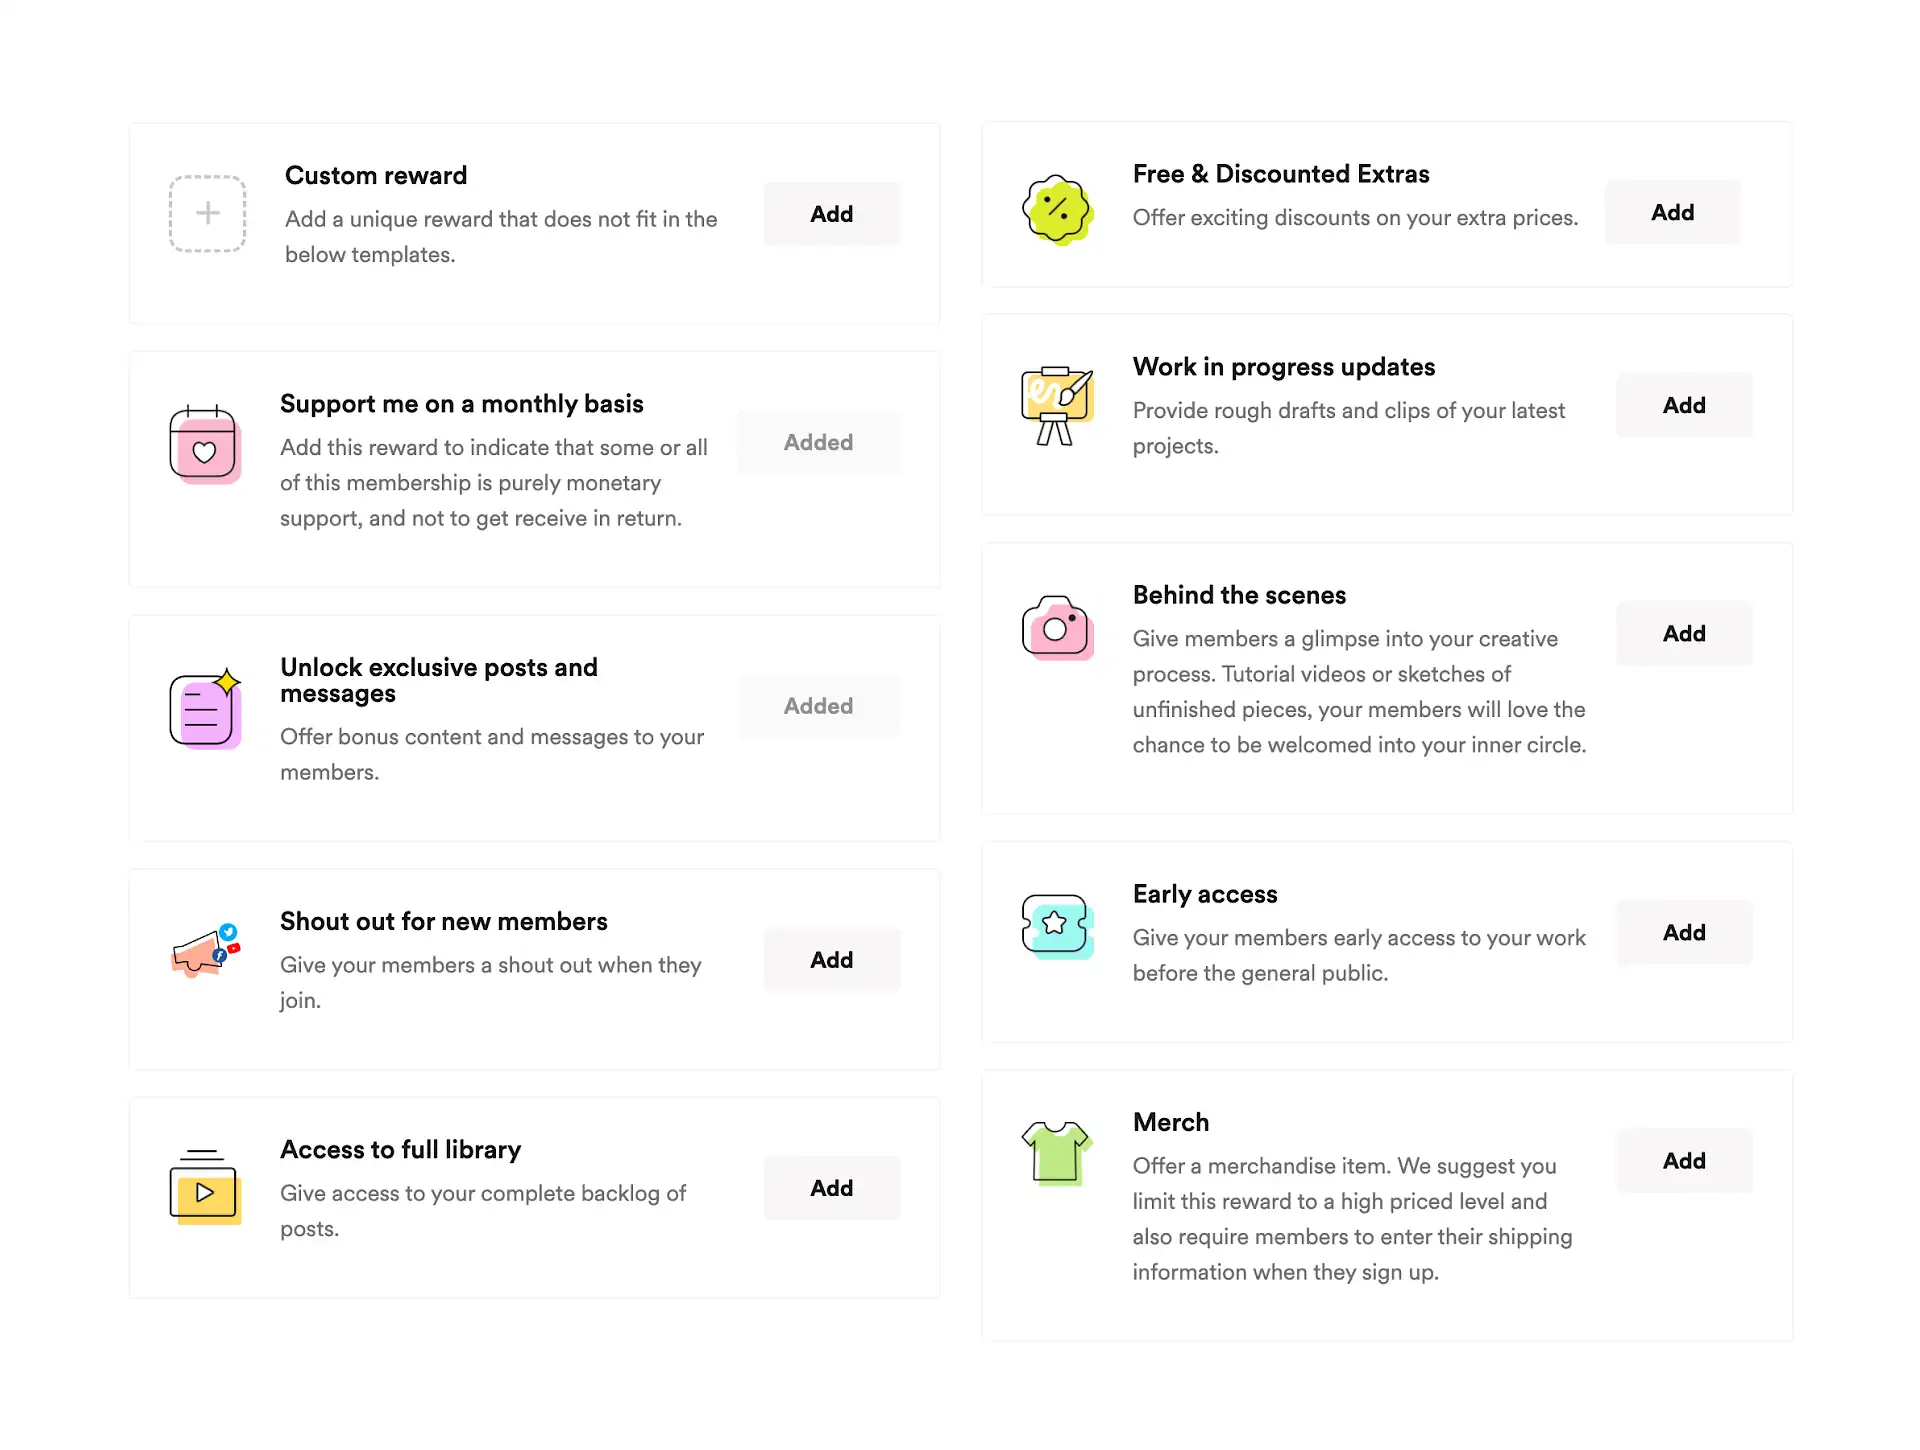 Custom reward
Add a unique reward that does not fit in the
below templates.
Add
Support me on a monthly basis
Add this reward to indicate that some or all
of this membership is purely monetary
support, and not to get receive in return.
Added
Unlock exclusive posts and
messages
Offer bonus content and messages to your
members.
Added
Shout out for new members
Give your members a shout out when they
join.
Add
Access to full library
Give access to your complete backlog of
posts.
Add
Free & Discounted Extras
Offer exciting discounts on your extra prices.
Add
Work in progress updates
Provide rough drafts and clips of your latest
projects.
Add
Behind the scenes
Give members a glimpse into your creative
process. Tutorial videos or sketches of
unfinished pieces, your members will love the
chance to be welcomed into your inner circle.
Add
Early access
Give your members early access to your work
before the general public.
Add
Merch
Offer a merchandise item. We suggest you
limit this reward to a high priced level and
also require members to enter their shipping
information when they sign up.
Add